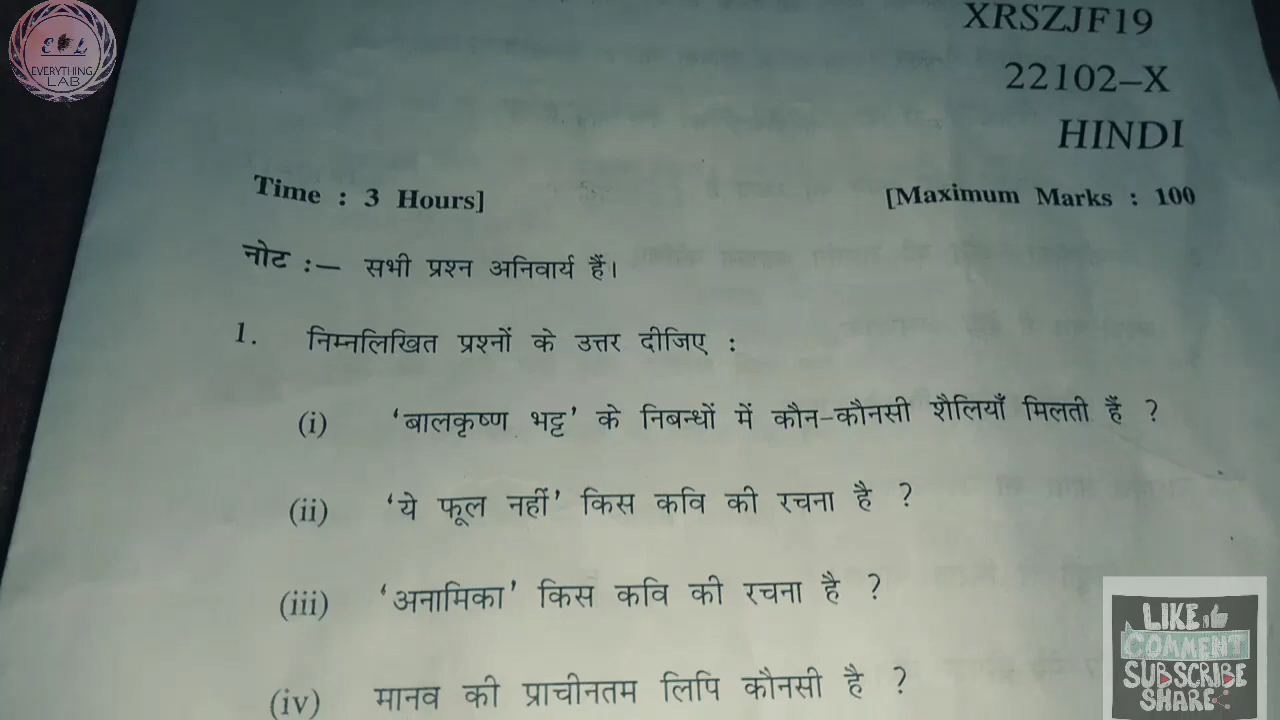 E L
EVERYTHING
LAB
XRSZJF19
22102–X
HINDI
Time : 3 Hours]
[Maximum Marks : 100
नोट :— सभी प्रश्न अनिवार्य हैं।
1. निम्नलिखित प्रश्नों के उत्तर दीजिए :
(i) ‘बालकृष्ण भट्ट’ के निबन्धों में कौन-कौनसी शैलियाँ मिलती हैं ?
(ii) ‘ये फूल नहीं’ किस कवि की रचना है ?
(iii) ‘अनामिका’ किस कवि की रचना है ?
(iv) मानव की प्राचीनतम लिपि कौनसी है ?
LIKE
COMMENT
SUBSCRIBE
SHARE